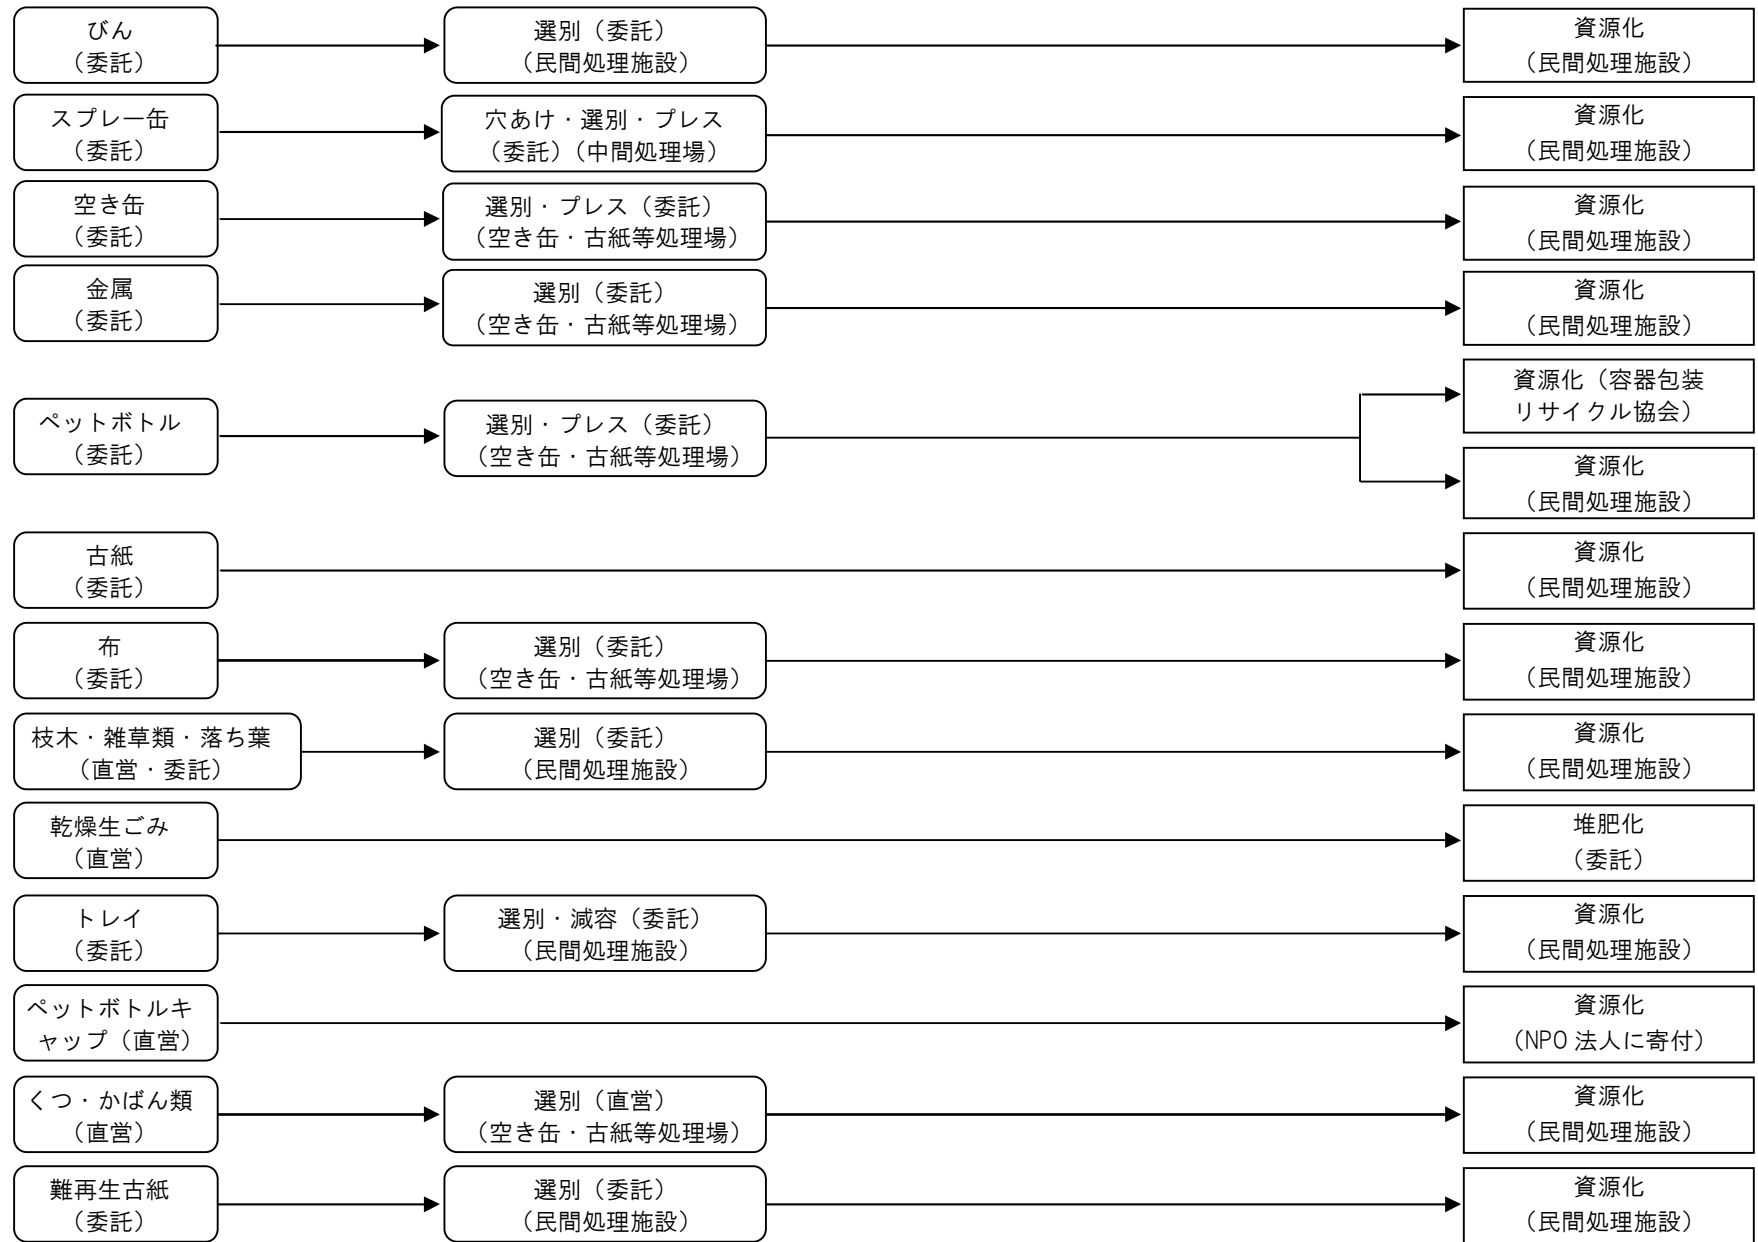 びん
（委託）
選別（委託）
（民間処理施設）
資源化
（民間処理施設）
スプレー缶
（委託）
穴あけ・選別・プレス
（委託）（中間処理場）
資源化
（民間処理施設）
空き缶
（委託）
選別・プレス（委託）
（空き缶・古紙等処理場）
資源化
（民間処理施設）
金属
（委託）
選別（委託）
（空き缶・古紙等処理場）
資源化
（民間処理施設）
ペットボトル
（委託）
選別・プレス（委託）
（空き缶・古紙等処理場）
資源化（容器包装
リサイクル協会）
資源化
（民間処理施設）
古紙
（委託）
資源化
（民間処理施設）
布
（委託）
選別（委託）
（空き缶・古紙等処理場）
資源化
（民間処理施設）
枝木・雑草類・落ち葉
（直営・委託）
選別（委託）
（民間処理施設）
資源化
（民間処理施設）
乾燥生ごみ
（直営）
堆肥化
（委託）
トレイ
（委託）
選別・減容（委託）
（民間処理施設）
資源化
（民間処理施設）
ペットボトルキ
ャップ（直営）
資源化
（NPO 法人に寄付）
くつ・かばん類
（直営）
選別（直営）
（空き缶・古紙等処理場）
資源化
（民間処理施設）
難再生古紙
（委託）
選別（委託）
（民間処理施設）
資源化
（民間処理施設）